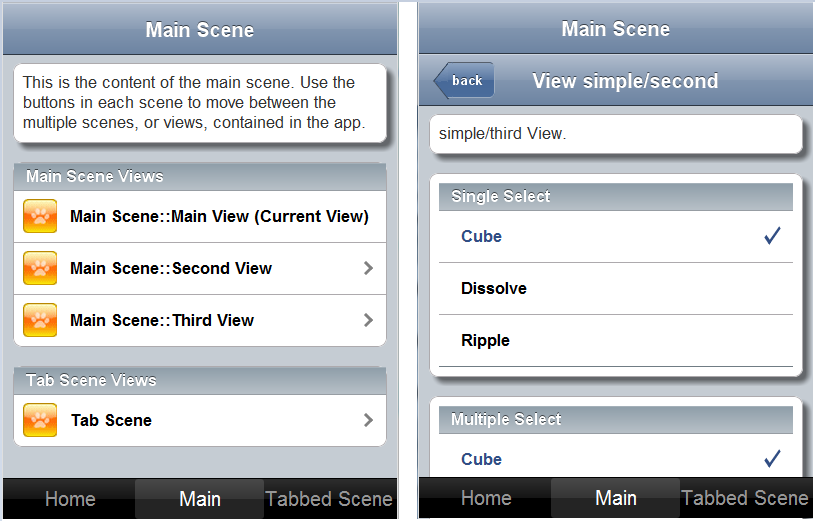 Main Scene
This is the content of the main scene. Use the
buttons in each scene to move between the
multiple scenes, or views, contained in the app.
Main Scene Views
Main Scene::Main View (Current View)
Main Scene::Second View
Main Scene::Third View
Tab Scene Views
Tab Scene
Home Main Tabbed Scene
Main Scene
back View simple/second
simple/third View.
Single Select
Cube
Dissolve
Ripple
Multiple Select
Cube
Home Main Tabbed Scene